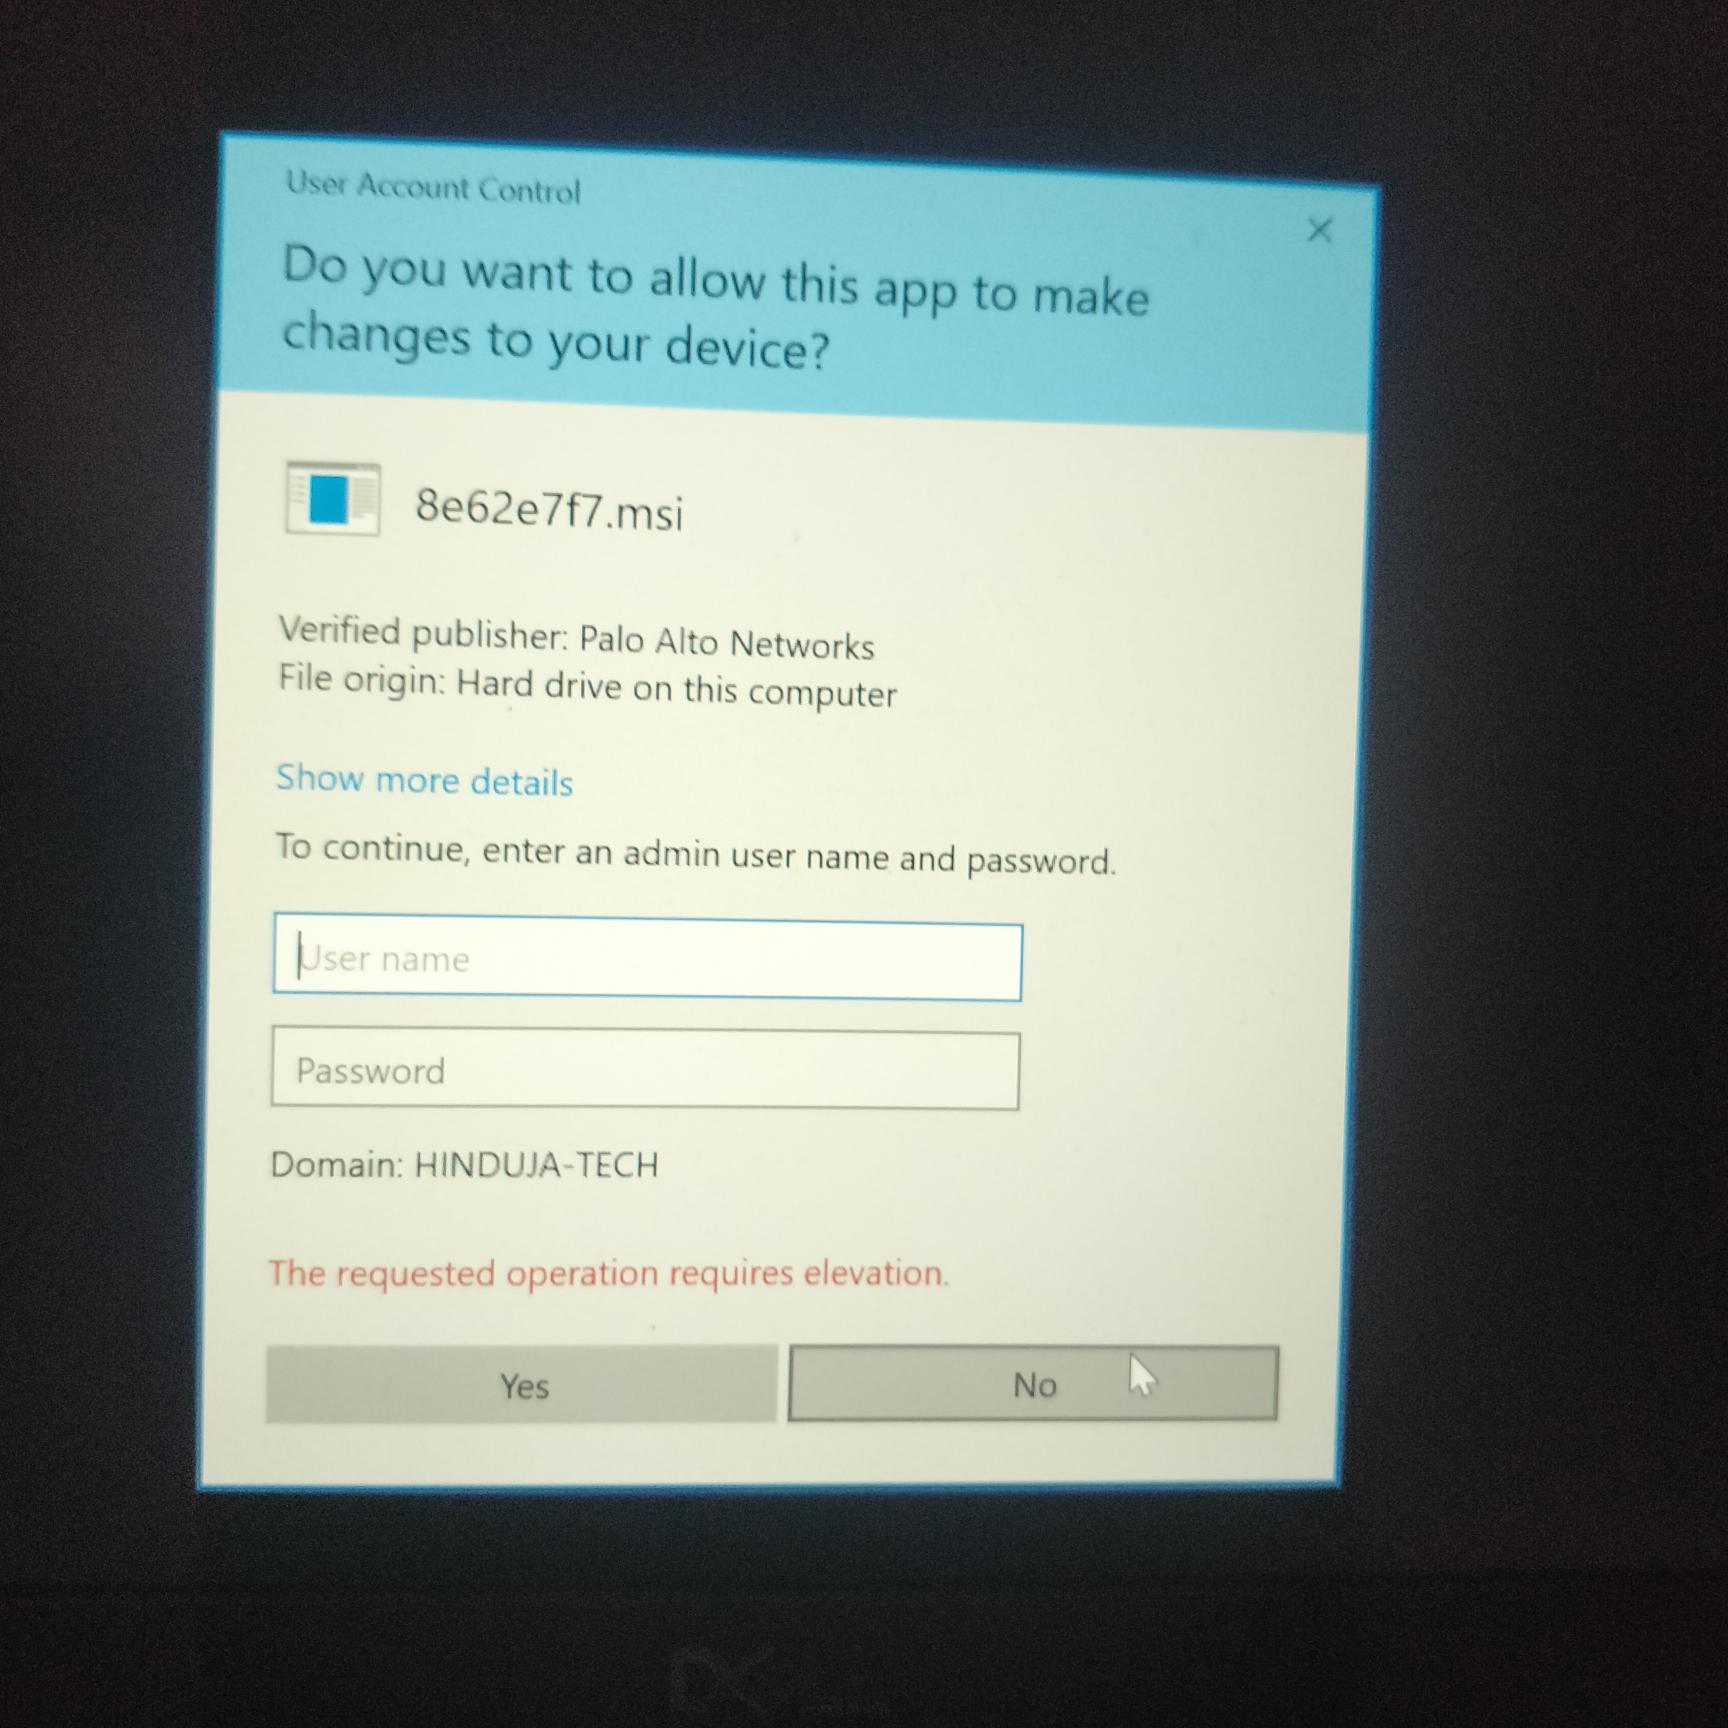 User Account Control
Do you want to allow this app to make
changes to your device?
8e62e7f7.msi
Verified publisher: Palo Alto Networks
File origin: Hard drive on this computer
Show more details
To continue, enter an admin user name and password.
User name
Password
Domain: HINDUJA-TECH
The requested operation requires elevation.
Yes
No